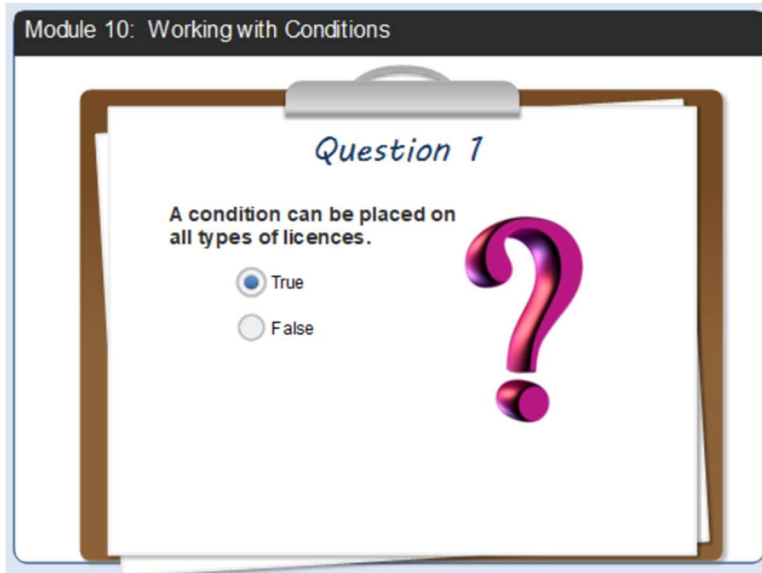 Module 10: Working with Conditions
Question 1
A condition can be placed on
all types of licences.
True
False